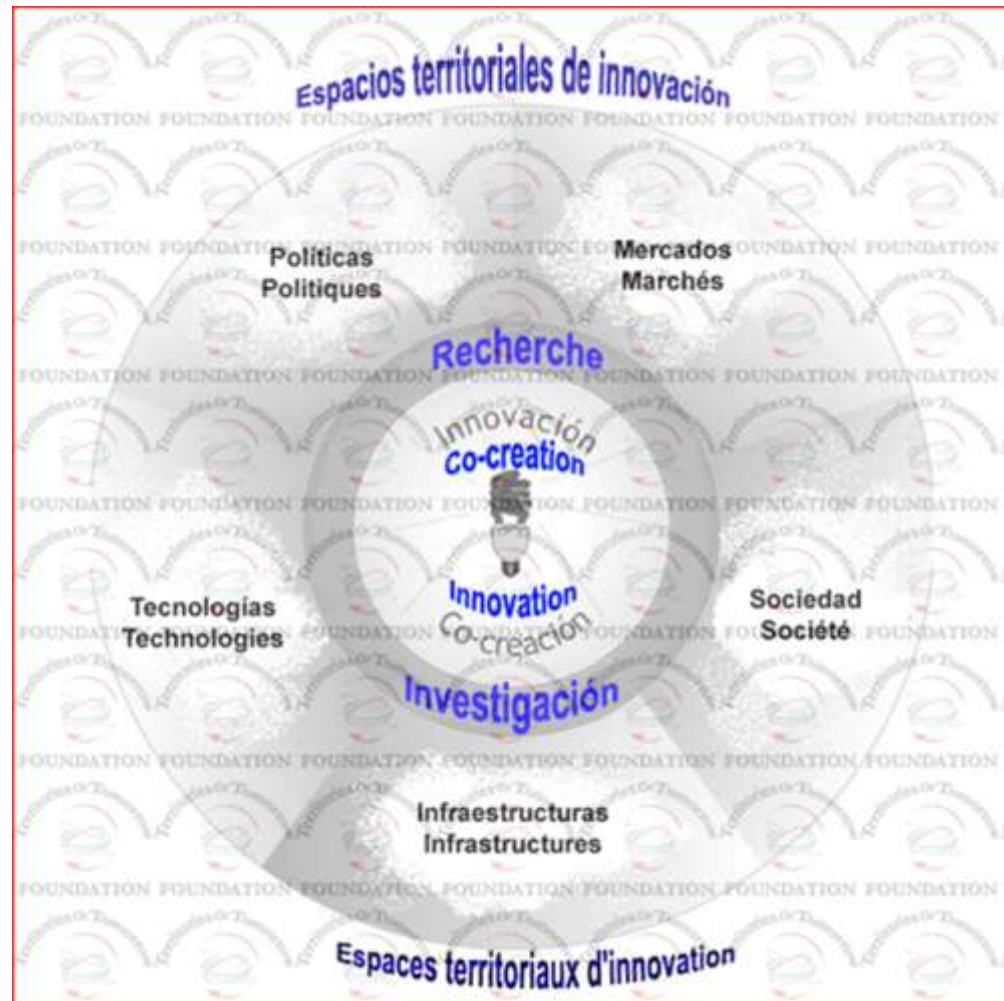 Espacios territoriales de innovación
Políticas
Politiques
Mercados
Marchés
Recherche
Innovación
Co-creation
Innovation
Co-creación
Tecnologías
Technologies
Sociedad
Société
Investigación
Infraestructuras
Infrastructures
Espaces territoriaux d'innovation
FOUNDATION